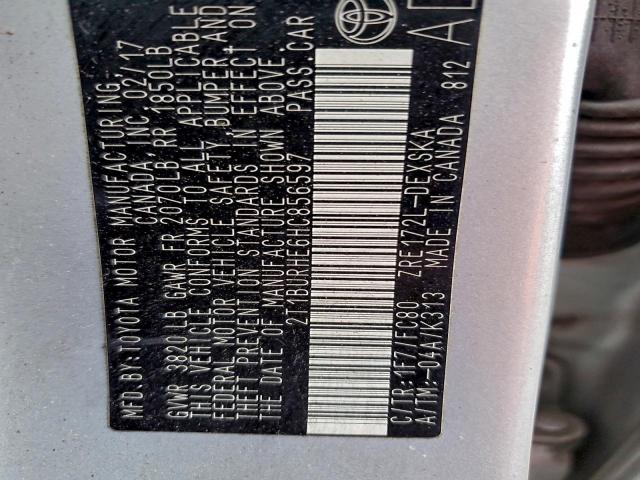 MFD BY:TOYOTA MOTOR MANUFACTURING,
CANADA, INC 02/17
GVWR 3820LB GAWR FR 2070LB RR 1850LB
THIS VEHICLE CONFORMS TO ALL APPLICABLE
FEDERAL MOTOR VEHICLE SAFETY, BUMPER, AND
THEFT PREVENTION STANDARDS IN EFFECT ON
THE DATE OF MANUFACTURE SHOWN ABOVE.
2T1BURHE6HC856597 PASS.CAR
C/TR:1F7/FC80 ZRE172L-DEXSKA
A/TM:-04A/K313 MADE IN CANADA 812